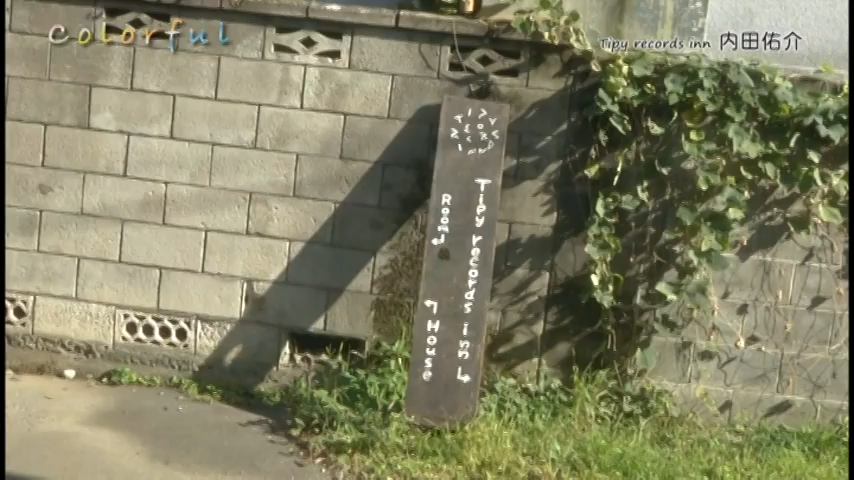 colorful
Tipy records inn 内田佑介
Tipy records inn ↳
Room
House